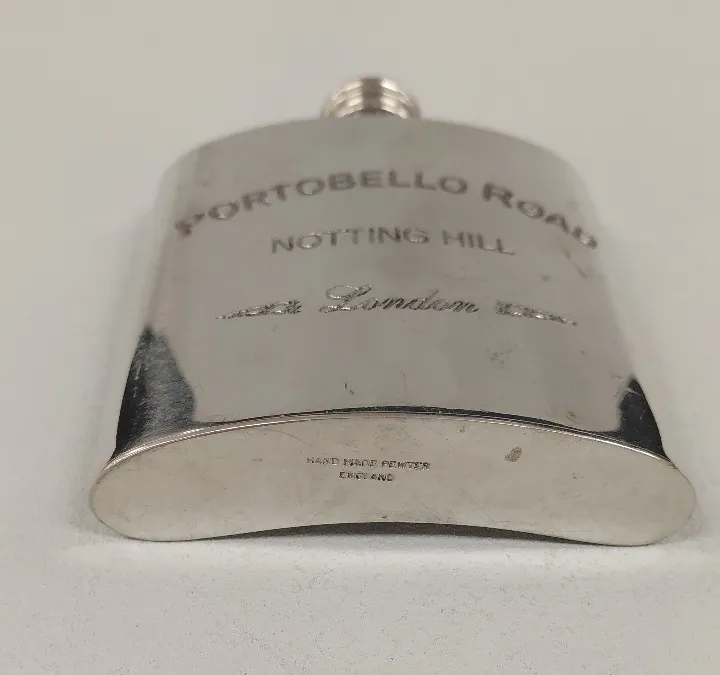 PORTOBELLO ROAD
NOTTING HILL
London
HAND MADE PEWTER
ENGLAND